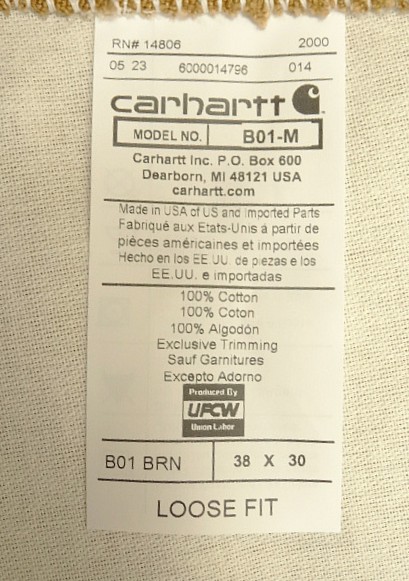 RN# 14806 2000
05 23 6000014796 014
carhartt
MODEL NO. B01-M
Carhartt Inc. P.O. Box 600
Dearborn, MI 48121 USA
carhartt.com
Made in USA of US and Imported Parts
Fabriqué aux Etats-Unis à partir de
pièces américaines et importées
Hecho en los EE UU. de piezas e los
EE.UU. e importadas
100% Cotton
100% Coton
100% Algodón
Exclusive Trimming
Sauf Garnitures
Excepto Adorno
Produced By
UFCW
Union Labor
B01 BRN 38 X 30
LOOSE FIT